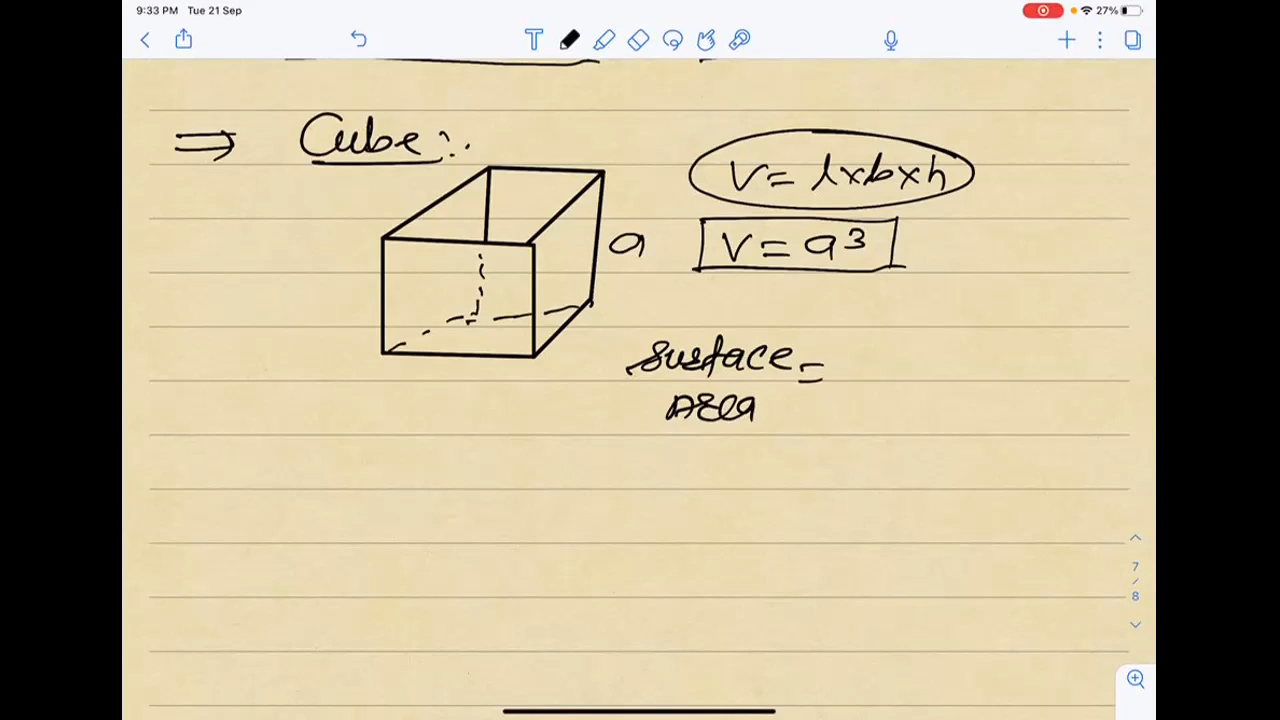 9:33 PM Tue 21 Sep 27%
⇒ Cube :-
V = l×b×h
a
V = a³
Surface =
Area
7
/
8